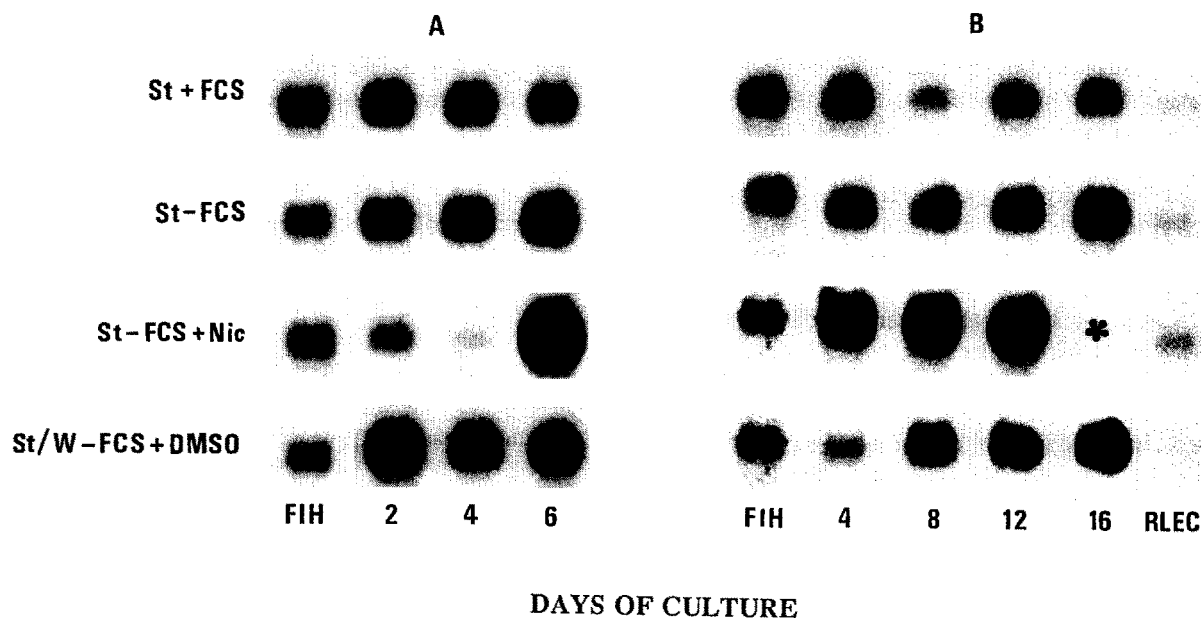 A B
St + FCS
St-FCS
St-FCS + Nic *
St/W-FCS + DMSO
FIH 2 4 6 FIH 4 8 12 16 RLEC
DAYS OF CULTURE